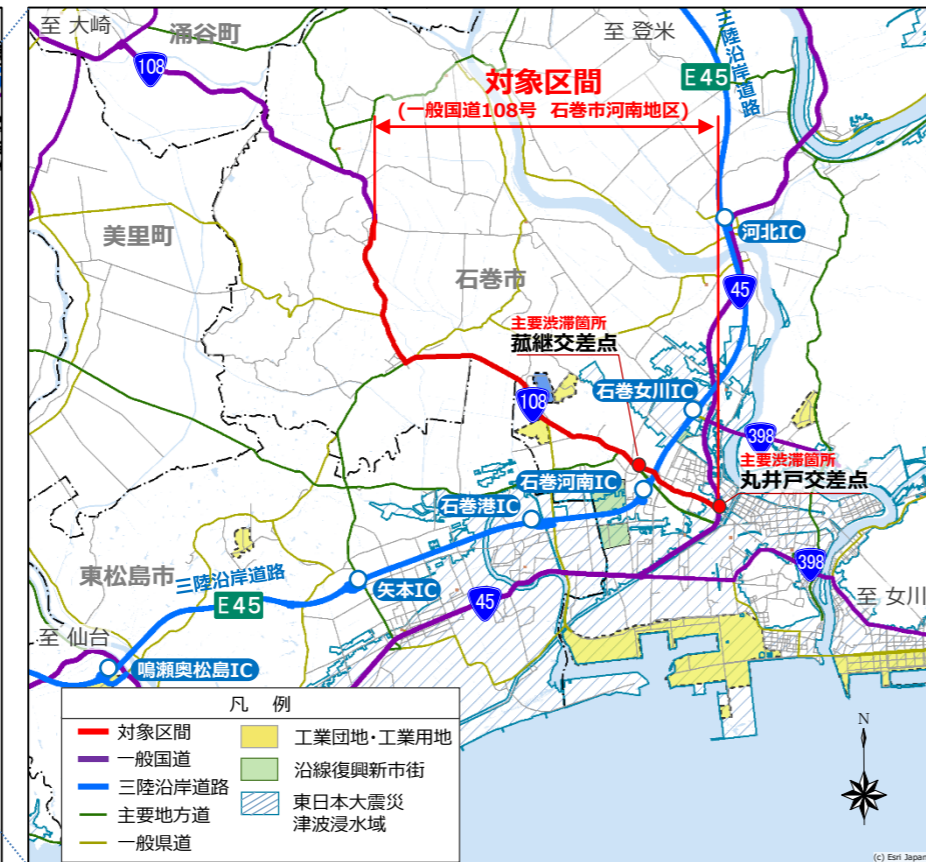 至 大崎
涌谷町
至 登米
三陸沿岸道路
108
E45
対象区間
(一般国道108号 石巻市河南地区)
河北IC
美里町
石巻市
45
主要渋滞箇所
菰継交差点
石巻女川IC
108
398
主要渋滞箇所
丸井戸交差点
石巻河南IC
石巻港IC
東松島市
三陸沿岸道路
矢本IC
398
E45
45
至 女川
至 仙台
鳴瀬奥松島IC
凡 例
対象区間
一般国道
三陸沿岸道路
主要地方道
一般県道
工業団地・工業用地
沿線復興新市街
東日本大震災
津波浸水域
N
(c) Esri Japan